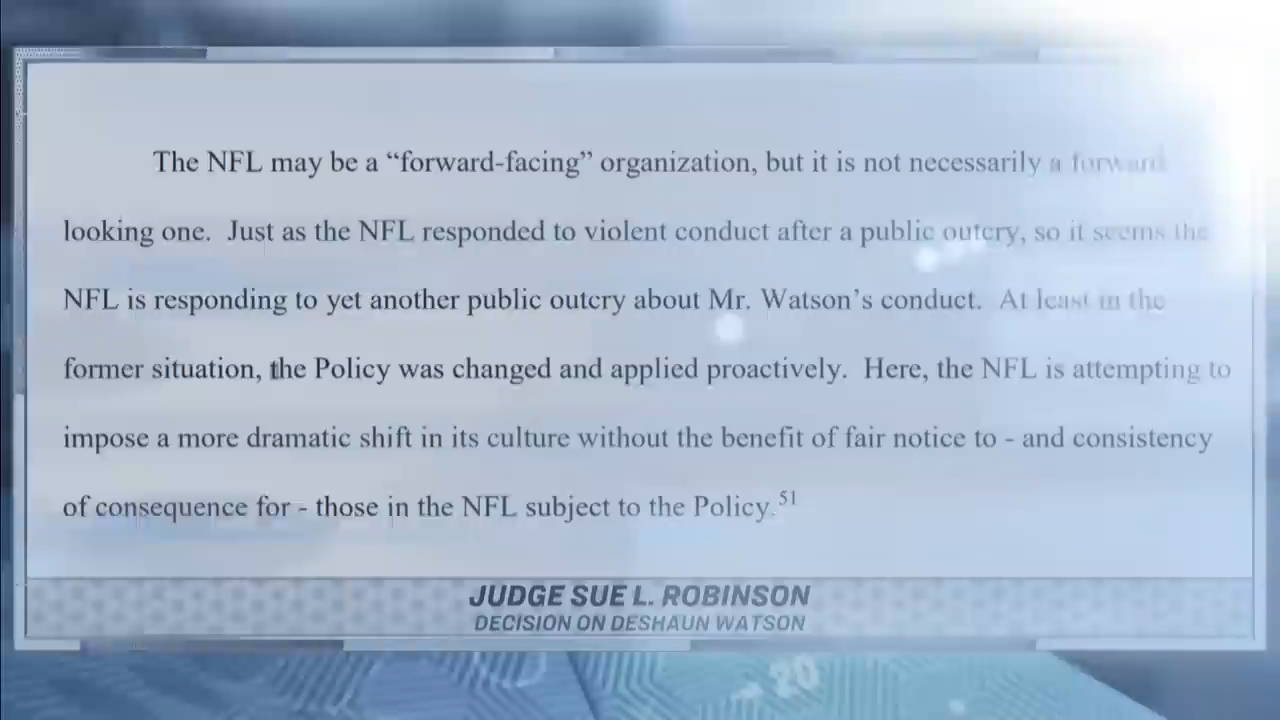 The NFL may be a “forward-facing” organization, but it is not necessarily a forward
looking one.  Just as the NFL responded to violent conduct after a public outcry, so it seems the
NFL is responding to yet another public outcry about Mr. Watson’s conduct.  At least in the
former situation, the Policy was changed and applied proactively.  Here, the NFL is attempting to
impose a more dramatic shift in its culture without the benefit of fair notice to - and consistency
of consequence for - those in the NFL subject to the Policy.51
JUDGE SUE L. ROBINSON
DECISION ON DESHAUN WATSON
20